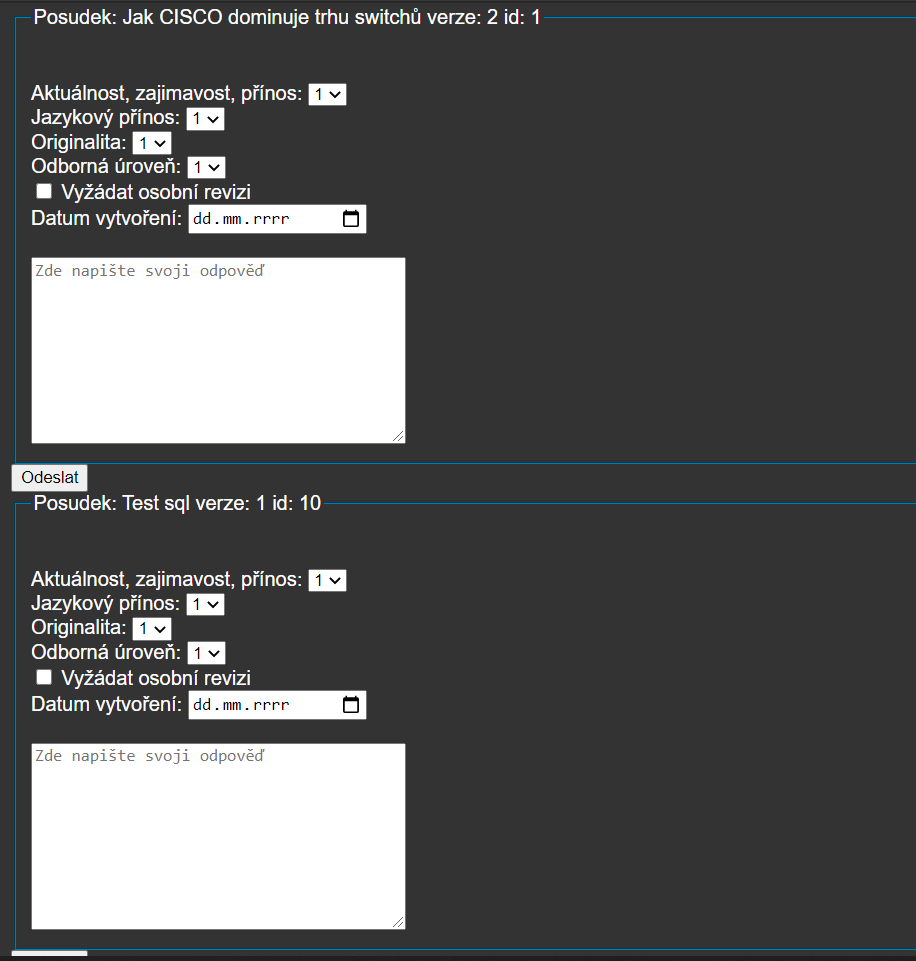 Posudek: Jak CISCO dominuje trhu switchů verze: 2 id: 1
Aktuálnost, zajimavost, přínos: 1
Jazykový přínos: 1
Originalita: 1
Odborná úroveň: 1
Vyžádat osobní revizi
Datum vytvoření: dd.mm.rrrr
Zde napište svoji odpověď
Odeslat
Posudek: Test sql verze: 1 id: 10
Aktuálnost, zajimavost, přínos: 1
Jazykový přínos: 1
Originalita: 1
Odborná úroveň: 1
Vyžádat osobní revizi
Datum vytvoření: dd.mm.rrrr
Zde napište svoji odpověď